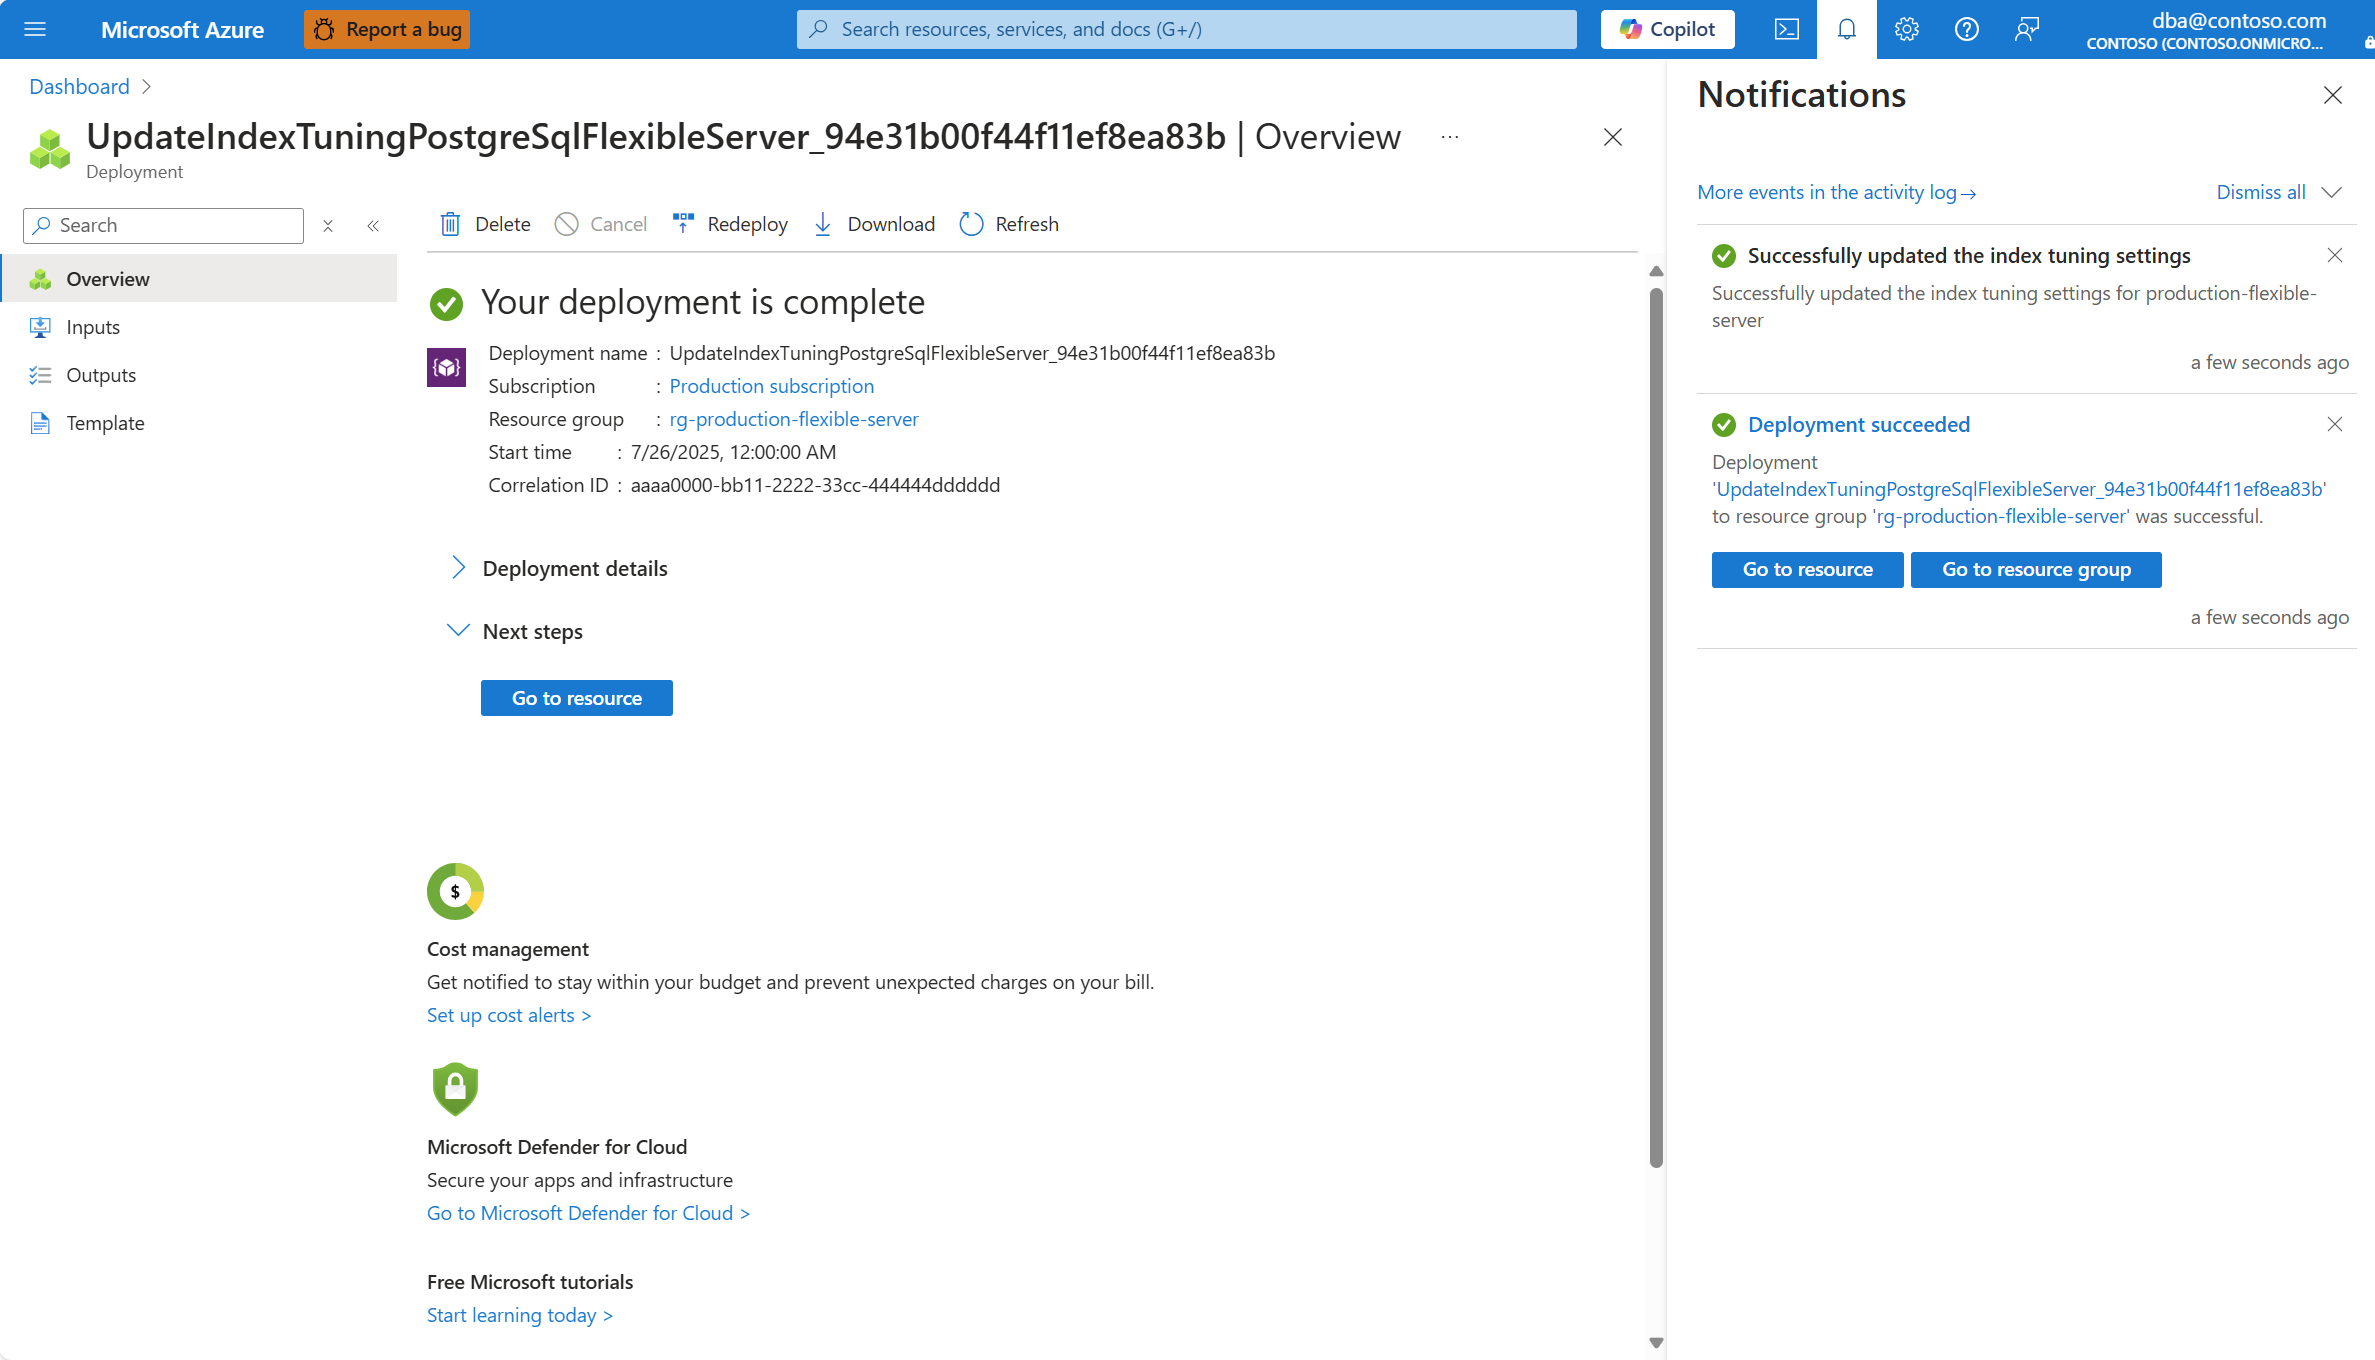 Microsoft Azure
Report a bug
Search resources, services, and docs (G+/)
Copilot
dba@contoso.com
CONTOSO (CONTOSO.ONMICRO...
Dashboard
UpdateIndexTuningPostgreSqlFlexibleServer_94e31b00f44f11ef8ea83b | Overview
Deployment
Search
Overview
Inputs
Outputs
Template
Delete
Cancel
Redeploy
Download
Refresh
Your deployment is complete
Deployment name : UpdateIndexTuningPostgreSqlFlexibleServer_94e31b00f44f11ef8ea83b
Subscription : Production subscription
Resource group : rg-production-flexible-server
Start time : 7/26/2025, 12:00:00 AM
Correlation ID : aaaa0000-bb11-2222-33cc-444444dddddd
Deployment details
Next steps
Go to resource
$
Cost management
Get notified to stay within your budget and prevent unexpected charges on your bill.
Set up cost alerts >
Microsoft Defender for Cloud
Secure your apps and infrastructure
Go to Microsoft Defender for Cloud >
Free Microsoft tutorials
Start learning today >
Notifications
More events in the activity log→
Dismiss all
Successfully updated the index tuning settings
Successfully updated the index tuning settings for production-flexible-
server
a few seconds ago
Deployment succeeded
Deployment
'UpdateIndexTuningPostgreSqlFlexibleServer_94e31b00f44f11ef8ea83b'
to resource group 'rg-production-flexible-server' was successful.
Go to resource
Go to resource group
a few seconds ago